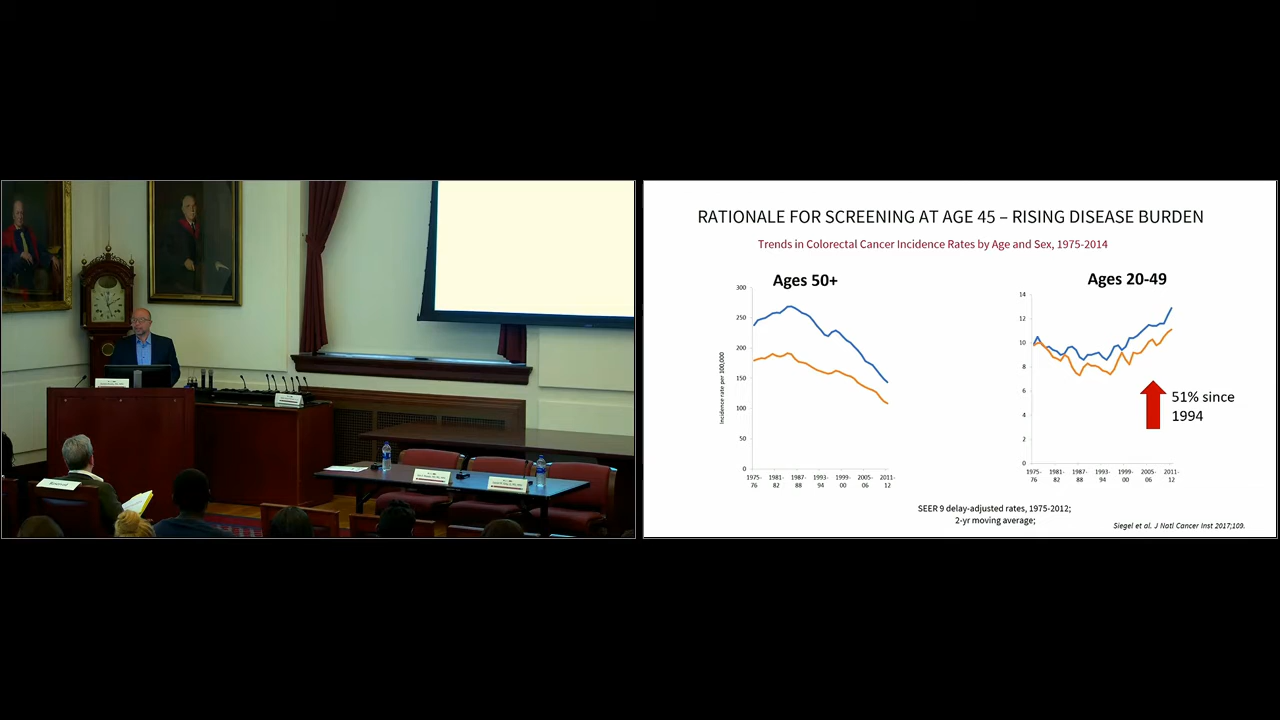 Reserved
RATIONALE FOR SCREENING AT AGE 45 – RISING DISEASE BURDEN
Trends in Colorectal Cancer Incidence Rates by Age and Sex, 1975-2014
Ages 50+
Incidence rate per 100,000
300
250
200
150
100
50
0
1975-76 1981-82 1987-88 1993-94 1999-00 2005-06 2011-12
Ages 20-49
14
12
10
8
6
4
2
0
1975-76 1981-82 1987-88 1993-94 1999-00 2005-06 2011-12
51% since
1994
SEER 9 delay-adjusted rates, 1975-2012;
2-yr moving average;
Siegel et al. J Natl Cancer Inst 2017;109.